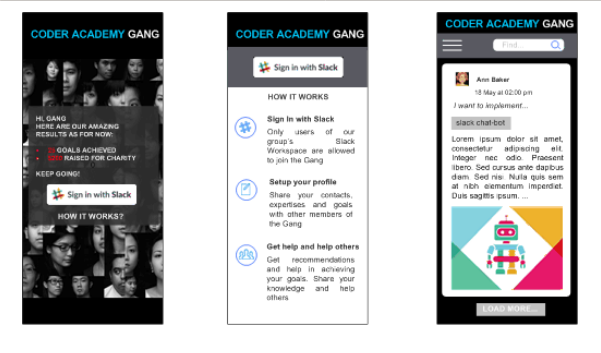 CODER ACADEMY GANG
HI, GANG
HERE ARE OUR AMAZING
RESULTS AS FOR NOW:
GOALS ACHIEVED
RAISED FOR CHARITY
KEEP GOING!
Sign in with Slack
HOW IT WORKS?
CODER ACADEMY GANG
Sign in with Slack
HOW IT WORKS
Sign In with Slack
Only users of our
group's Slack
Workspace are allowed
to join the Gang
Setup your profile
Share your contacts,
expertises and goals
with other members of
the Gang
Get help and help others
Get recommendations
and help in achieving
your goals. Share your
knowledge and help
others
CODER ACADEMY GANG
Find...
Ann Baker
18 May at 02:00 pm
I want to implement...
slack chat-bot
Lorem ipsum dolor sit amet,
consectetur adipiscing elit.
Integer nec odio. Praesent
libero. Sed cursus ante dapibus
diam. Sed nisi. Nulla quis sem
at nibh elementum imperdiet.
Duis sagittis ipsum. ...
LOAD MORE...